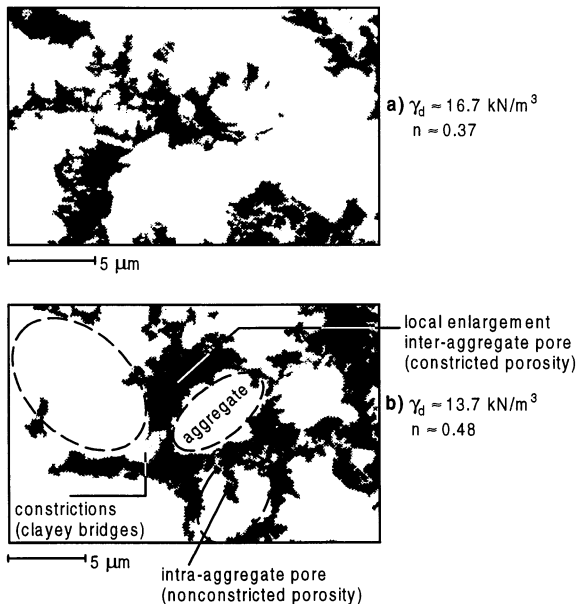 a) γd ≈ 16.7 kN/m³
n ≈ 0.37
5 μm
local enlargement
inter-aggregate pore
(constricted porosity)
aggregate
b) γd ≈ 13.7 kN/m³
n ≈ 0.48
constrictions
(clayey bridges)
5 μm
intra-aggregate pore
(nonconstricted porosity)